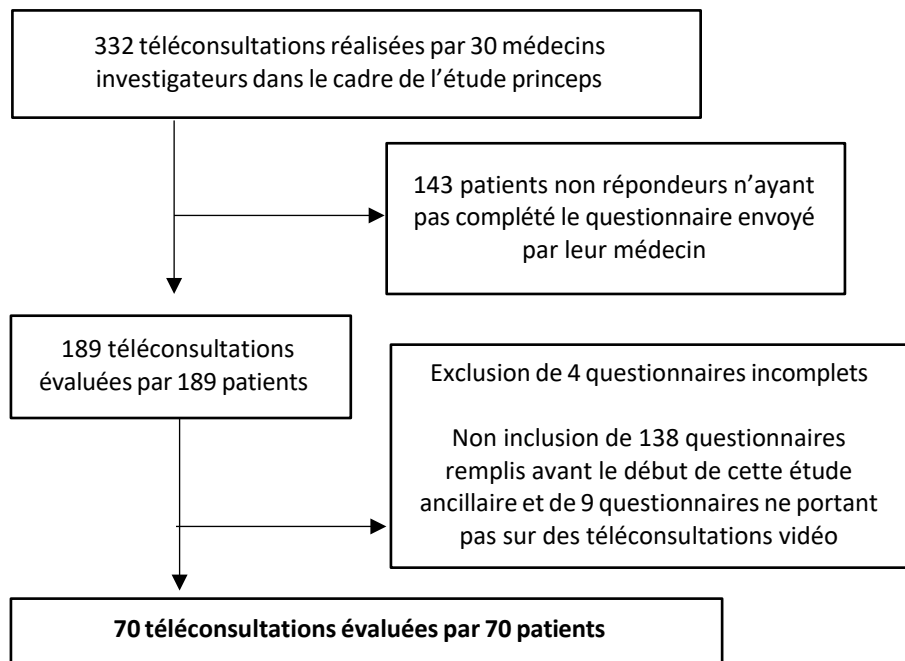 332 téléconsultations réalisées par 30 médecins
investigateurs dans le cadre de l’étude princeps
143 patients non répondeurs n’ayant
pas complété le questionnaire envoyé
par leur médecin
189 téléconsultations
évaluées par 189 patients
Exclusion de 4 questionnaires incomplets
Non inclusion de 138 questionnaires
remplis avant le début de cette étude
ancillaire et de 9 questionnaires ne portant
pas sur des téléconsultations vidéo
70 téléconsultations évaluées par 70 patients